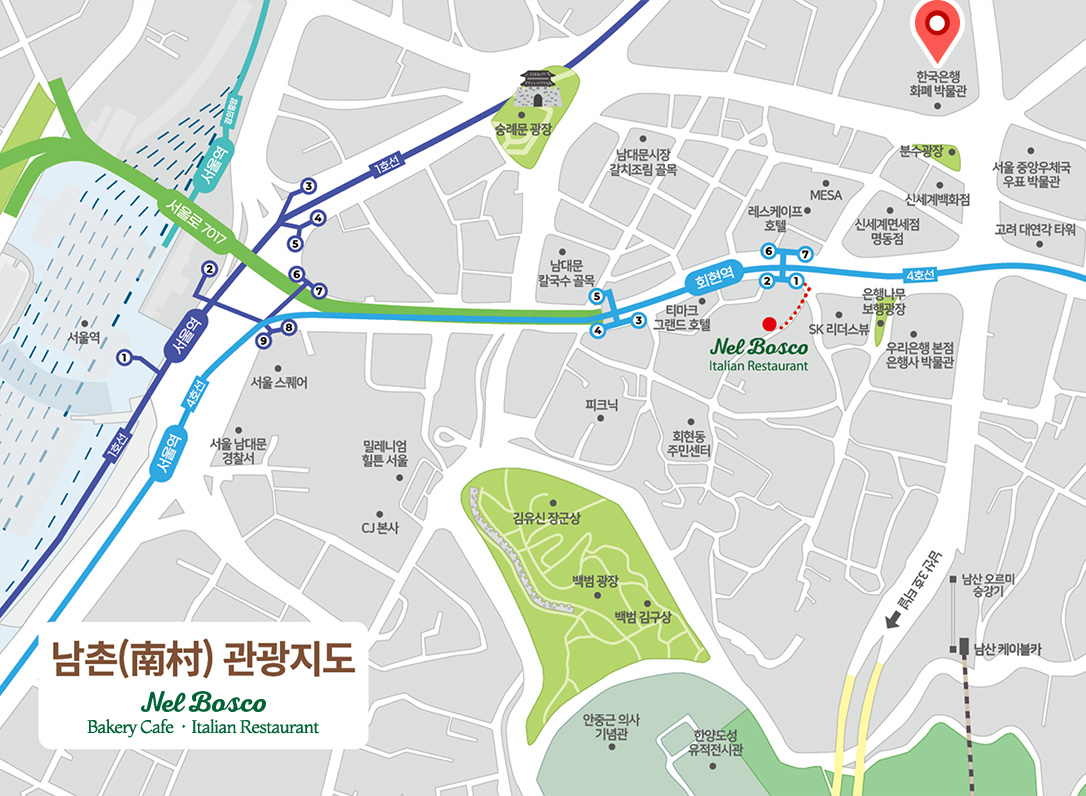 한국은행
화폐 박물관
경의중앙
서울역
숭례문 광장
1호선
남대문시장
갈치조림 골목
분수광장
서울 중앙우체국
우표 박물관
MESA
신세계백화점
레스케이프
호텔
신세계면세점
명동점
고려 대연각 타워
서울로 7017
3
4
5
2
6
7
남대문
칼국수 골목
회현역
6
7
2
1
4호선
5
4
3
티마크
그랜드 호텔
은행나무
보행광장
SK 리더스뷰
Nel Bosco
Italian Restaurant
우리은행 본점
은행사 박물관
서울역
서울역
8
9
1
서울 스퀘어
4호선
피크닉
회현동
주민센터
서울 남대문
경찰서
밀레니엄
힐튼 서울
1호선
서울역
CJ 본사
김유신 장군상
백범 광장
백범 김구상
남산 3호 터널
남산 오르미
승강기
남산 케이블카
안중근 의사
기념관
한양도성
유적전시관
남촌(南村) 관광지도
Nel Bosco
Bakery Cafe · Italian Restaurant